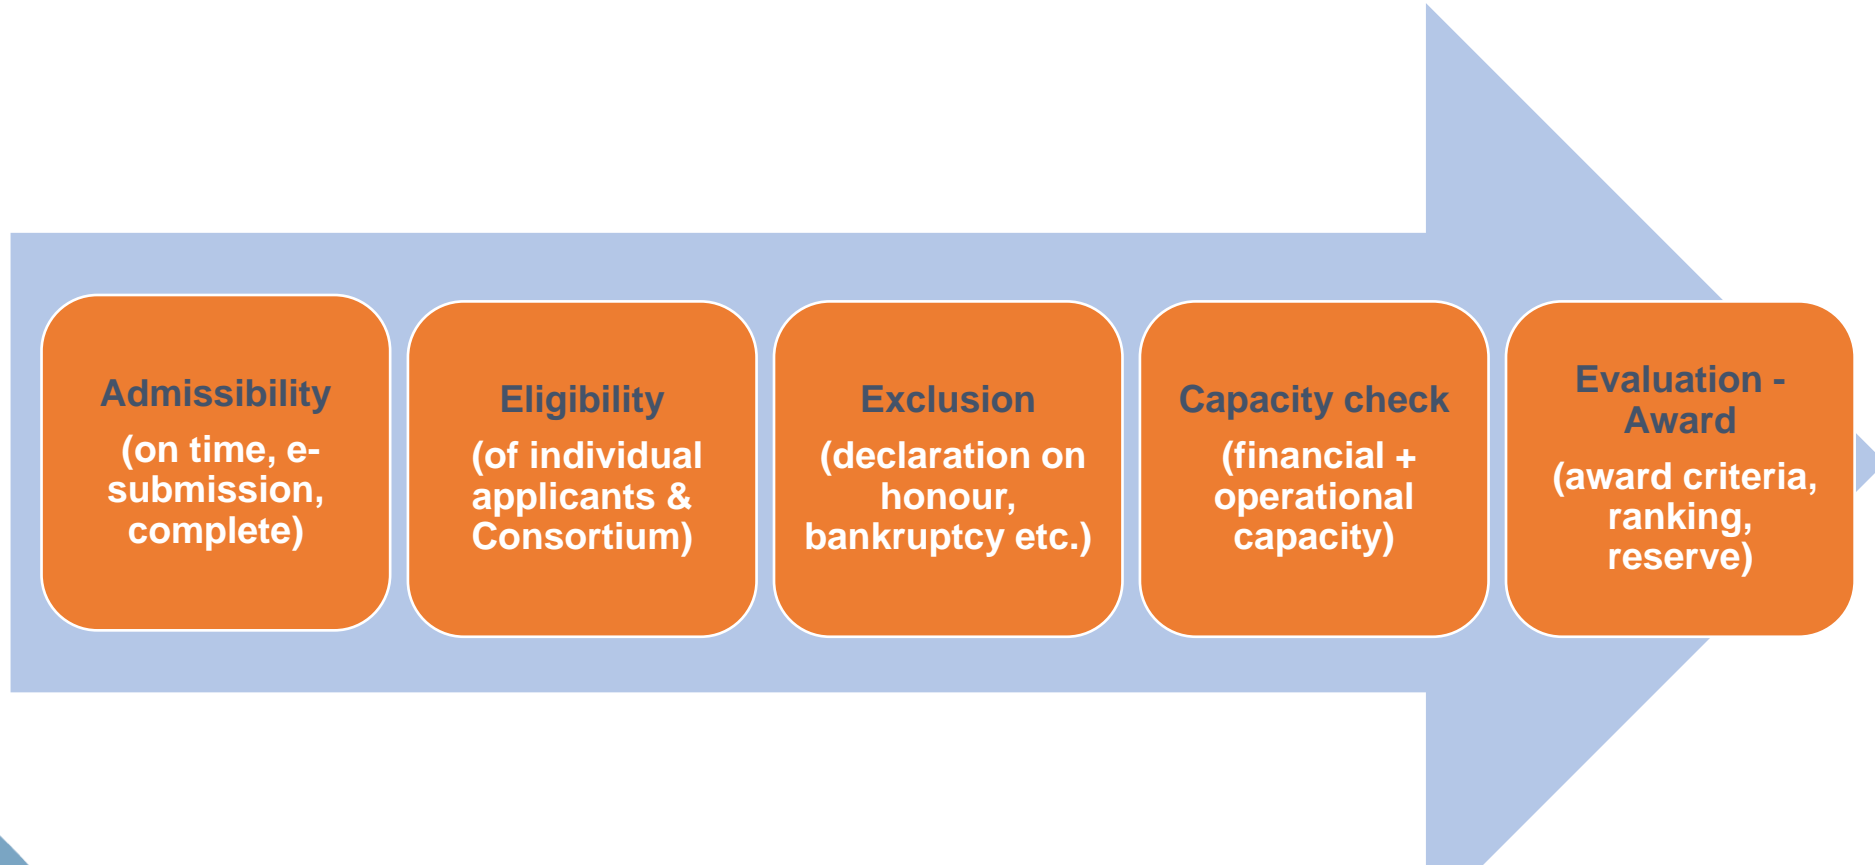 Admissibility
(on time, e-
submission,
complete)
Eligibility
(of individual
applicants &
Consortium)
Exclusion
(declaration on
honour,
bankruptcy etc.)
Capacity check
(financial +
operational
capacity)
Evaluation -
Award
(award criteria,
ranking,
reserve)